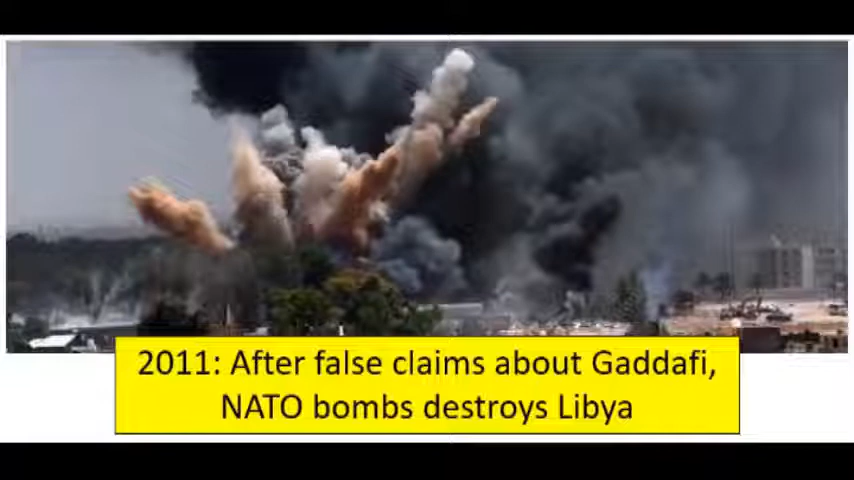 2011: After false claims about Gaddafi,
NATO bombs destroys Libya